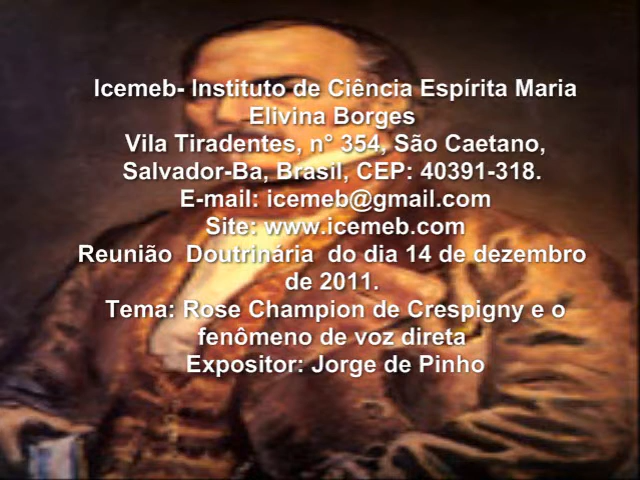 Icemeb- Instituto de Ciência Espírita Maria
Elivina Borges
Vila Tiradentes, n° 354, São Caetano,
Salvador-Ba, Brasil, CEP: 40391-318.
E-mail: icemeb@gmail.com
Site: www.icemeb.com
Reunião  Doutrinária  do dia 14 de dezembro
de 2011.
Tema: Rose Champion de Crespigny e o
fenômeno de voz direta
Expositor: Jorge de Pinho